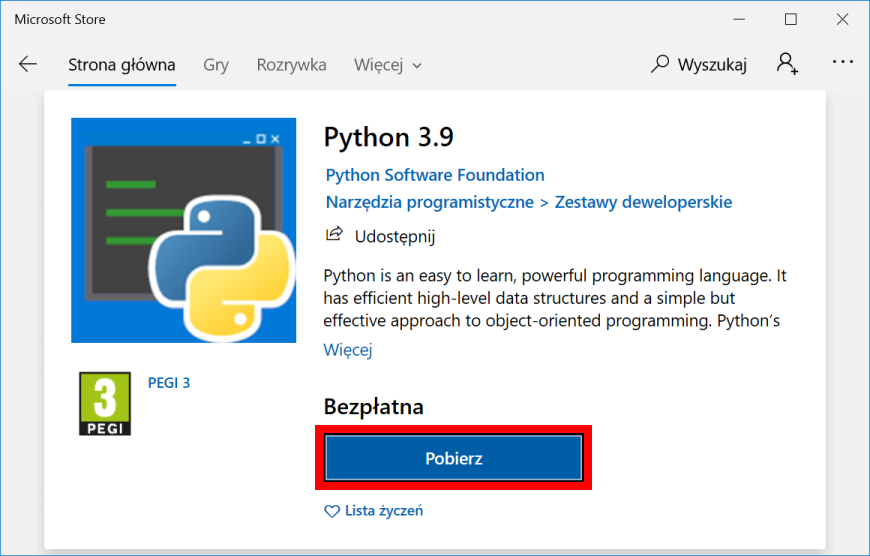 Microsoft Store
Strona główna Gry Rozrywka Więcej Wyszukaj
Python 3.9
Python Software Foundation
Narzędzia programistyczne > Zestawy deweloperskie
Udostępnij
Python is an easy to learn, powerful programming language. It
has efficient high-level data structures and a simple but
effective approach to object-oriented programming. Python’s
Więcej
3
PEGI
PEGI 3
Bezpłatna
Pobierz
Lista życzeń